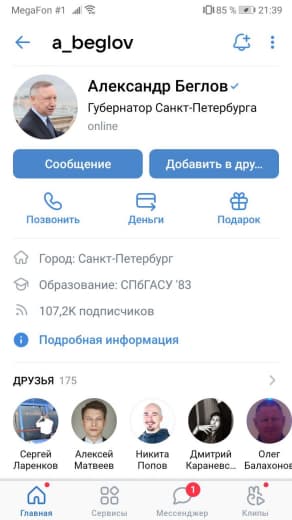 MegaFon #1 85 % 21:39
a_beglov
Александр Беглов
Губернатор Санкт-Петербурга
online
Сообщение Добавить в дру...
Позвонить Деньги Подарок
Город: Санкт-Петербург
Образование: СПбГАСУ '83
107,2K подписчиков
Подробная информация
ДРУЗЬЯ 175
Сергей Алексей Никита Дмитрий Олег
Ларенков Матвеев Попов Караневс... Балахонов
1
Главная Сервисы Мессенджер Клипы